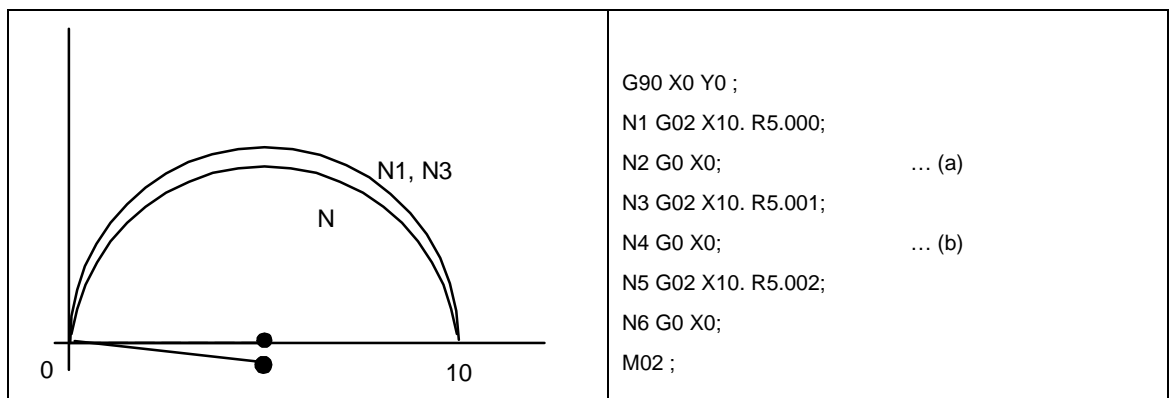 N1, N3
N
0
10
G90 X0 Y0 ;
N1 G02 X10. R5.000;
N2 G0 X0; … (a)
N3 G02 X10. R5.001;
N4 G0 X0; … (b)
N5 G02 X10. R5.002;
N6 G0 X0;
M02 ;